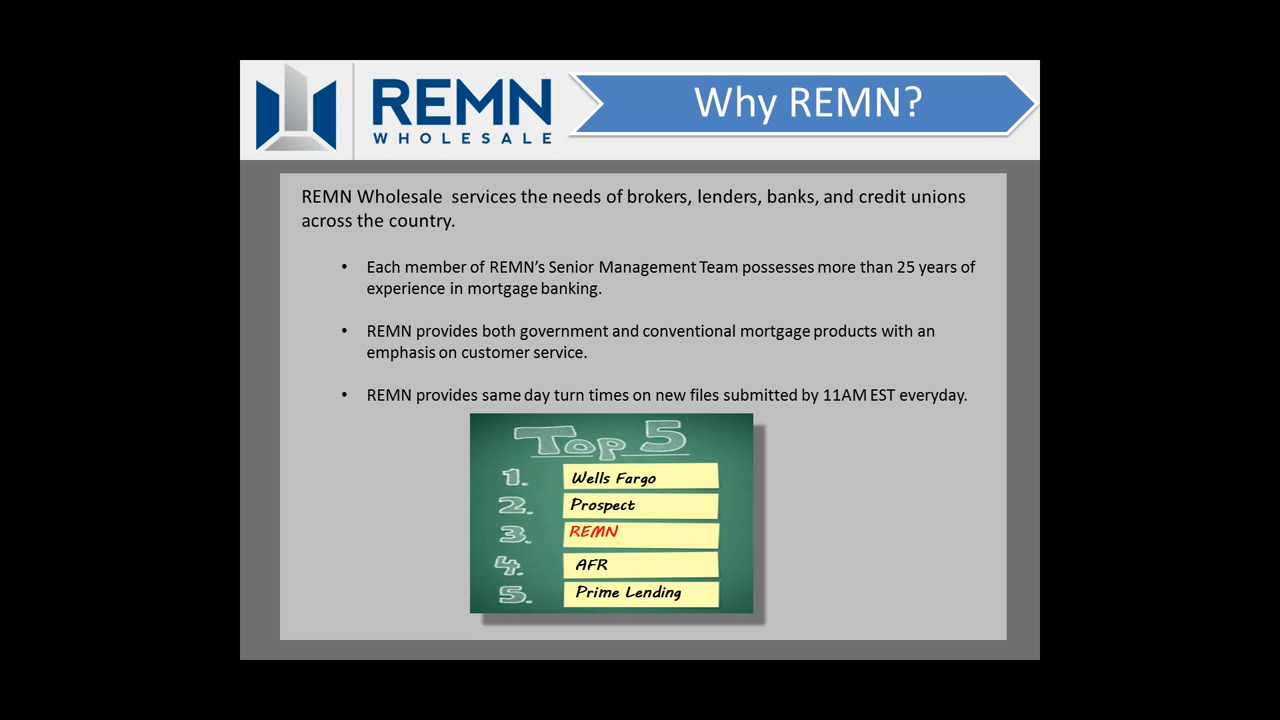 REMN
WHOLESALE
Why REMN?
REMN Wholesale services the needs of brokers, lenders, banks, and credit unions
across the country.
• Each member of REMN's Senior Management Team possesses more than 25 years of
experience in mortgage banking.
• REMN provides both government and conventional mortgage products with an
emphasis on customer service.
• REMN provides same day turn times on new files submitted by 11AM EST everyday.
Top 5
1. Wells Fargo
2. Prospect
3. REMN
4. AFR
5. Prime Lending